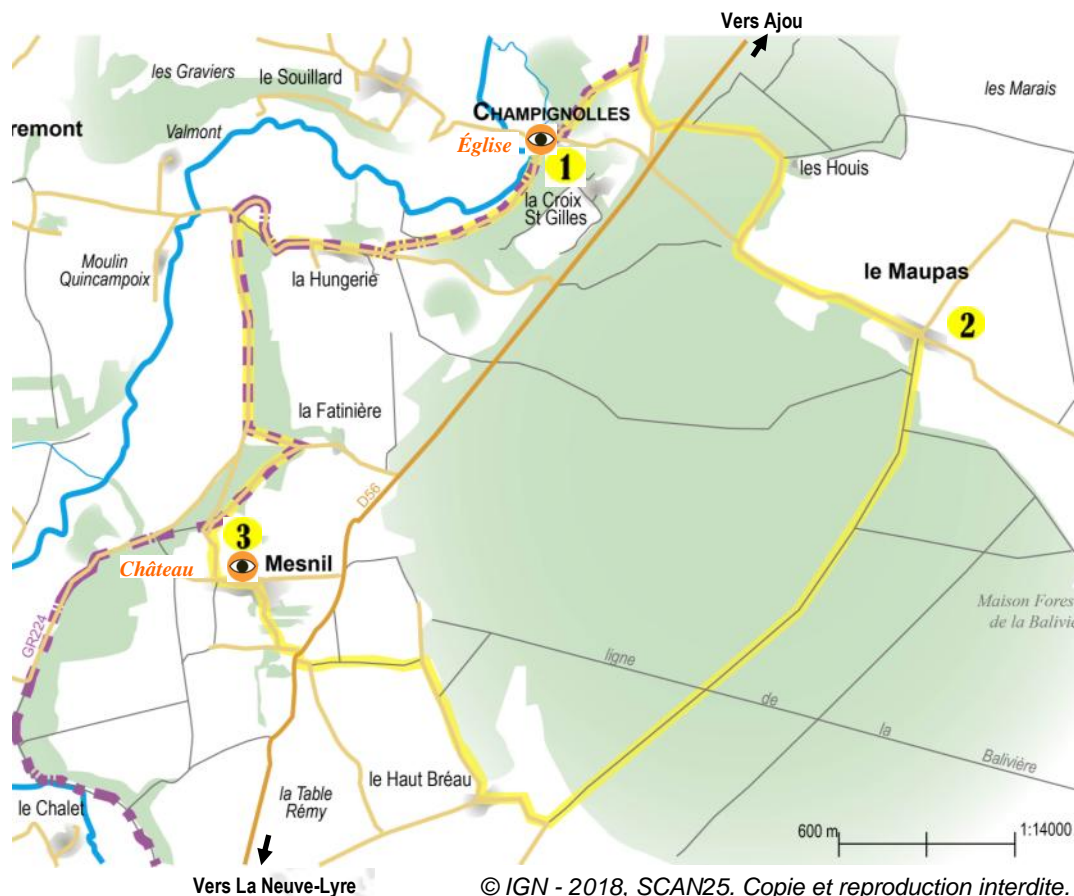 Vers Ajou
les Graviers
le Souillard
les Marais
CHAMPIGNOLLES
remont
Valmont
Église
1
les Houis
la Croix
St Gilles
Moulin
Quincampoix
la Hungerie
le Maupas
2
la Fatinière
D56
3
Château
Mesnil
Maison Fores
de la Balivi
GR224
ligne
de
la
Balivière
le Haut Bréau
la Table
Rémy
le Chalet
600 m
1:14000
Vers La Neuve-Lyre
© IGN - 2018, SCAN25. Copie et reproduction interdite.